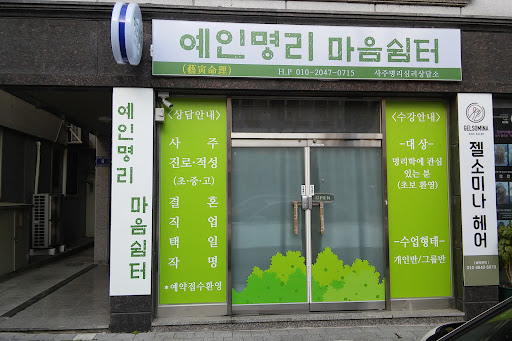 예인명리 마음쉼터
(藝寅命理)
H.P 010-2047-0715
사주명리심리상담소
예인명리 마음쉼터
<상담안내>
사 주
진로·적성
(초·중·고)
결 혼
직 업
택 일
작 명
*예약접수환영
OPEN
<수강안내>
-대상-
명리학에 관심
있는 분
(초보 환영)
-수업형태-
개인반/그룹반
GELSOMINA
젤소미나 헤어